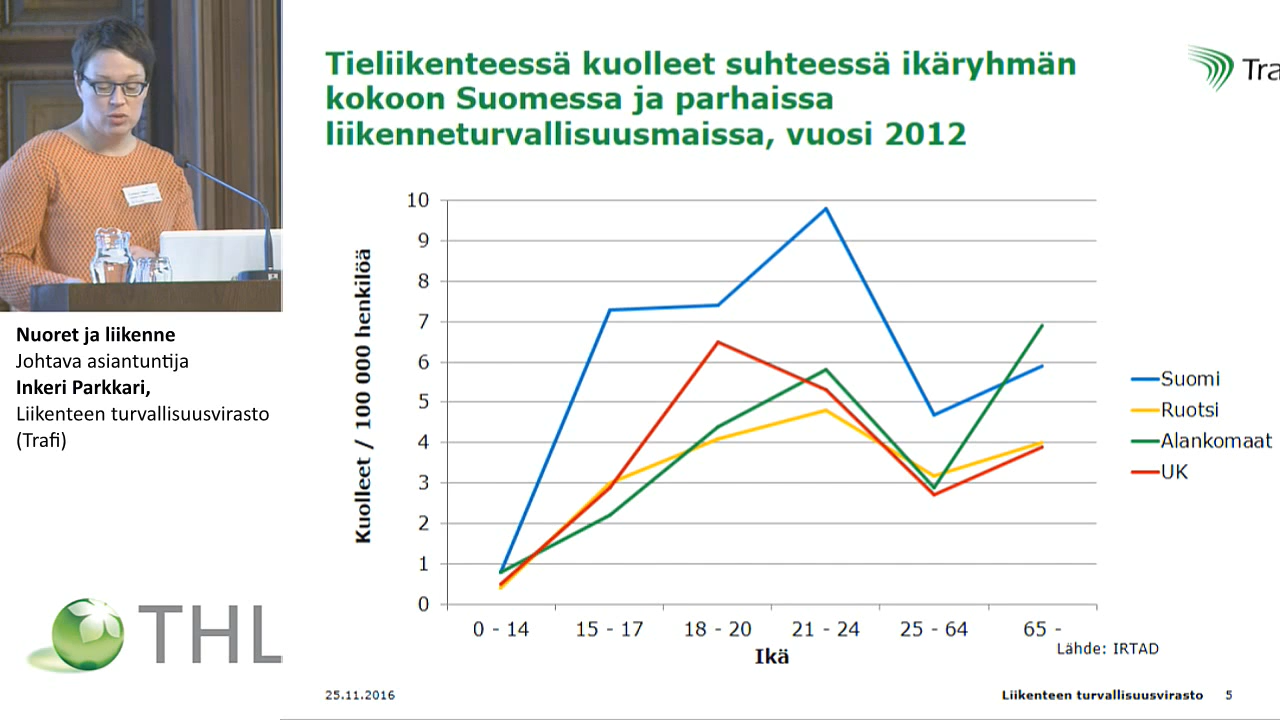 Tieliikenteessä kuolleet suhteessa ikäryhmän
kokoon Suomessa ja parhaissa
liikenneturvallisuusmaissa, vuosi 2012
Tra
Kuolleet / 100 000 henkilöä
10
9
8
7
6
5
4
3
2
1
0
0 - 14 15 - 17 18 - 20 21 - 24 25 - 64 65 -
Ikä
Suomi
Ruotsi
Alankomaat
UK
Lähde: IRTAD
25.11.2016 Liikenteen turvallisuusvirasto 5
Nuoret ja liikenne
Johtava asiantuntija
Inkeri Parkkari,
Liikenteen turvallisuusvirasto
(Trafi)
THL